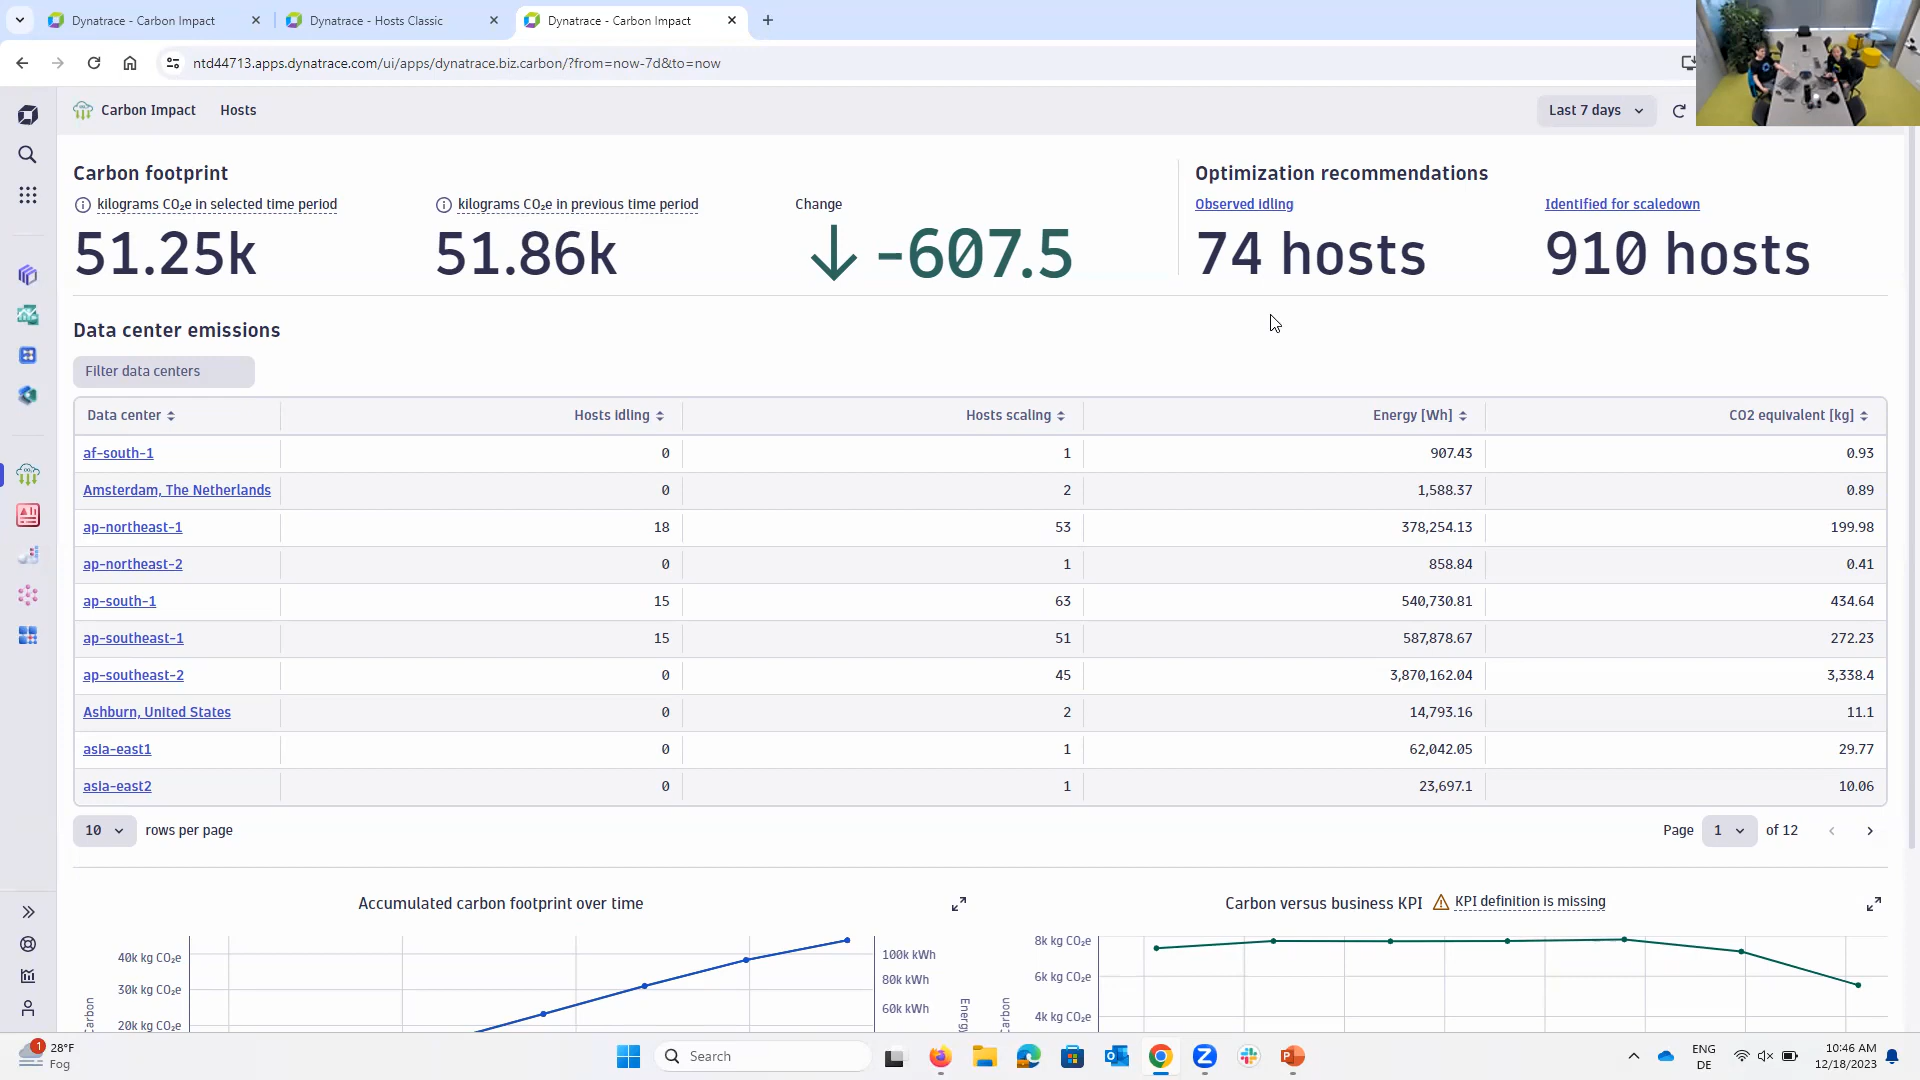 Dynatrace - Carbon Impact
Dynatrace - Hosts Classic
Dynatrace - Carbon Impact
ntd44713.apps.dynatrace.com/ui/apps/dynatrace.biz.carbon/?from=now-7d&to=now
Carbon Impact Hosts Last 7 days
Carbon footprint
kilograms CO₂e in selected time period
51.25k
kilograms CO₂e in previous time period
51.86k
Change
-607.5
Optimization recommendations
Observed idling
74 hosts
Identified for scaledown
910 hosts
Data center emissions
Filter data centers
Data center Hosts idling Hosts scaling Energy [Wh] CO2 equivalent [kg]
af-south-1 0 1 907.43 0.93
Amsterdam, The Netherlands 0 2 1,588.37 0.89
ap-northeast-1 18 53 378,254.13 199.98
ap-northeast-2 0 1 858.84 0.41
ap-south-1 15 63 540,730.81 434.64
ap-southeast-1 15 51 587,878.67 272.23
ap-southeast-2 0 45 3,870,162.04 3,338.4
Ashburn, United States 0 2 14,793.16 11.1
asia-east1 0 1 62,042.05 29.77
asia-east2 0 1 23,697.1 10.06
10 rows per page Page 1 of 12
Accumulated carbon footprint over time
40k kg CO₂e
30k kg CO₂e
20k kg CO₂e
Carbon
100k kWh
80k kWh
60k kWh
Energy
Carbon versus business KPI KPI definition is missing
8k kg CO₂e
6k kg CO₂e
4k kg CO₂e
Carbon
1
28°F
Fog
Search
ENG
DE
10:46 AM
12/18/2023